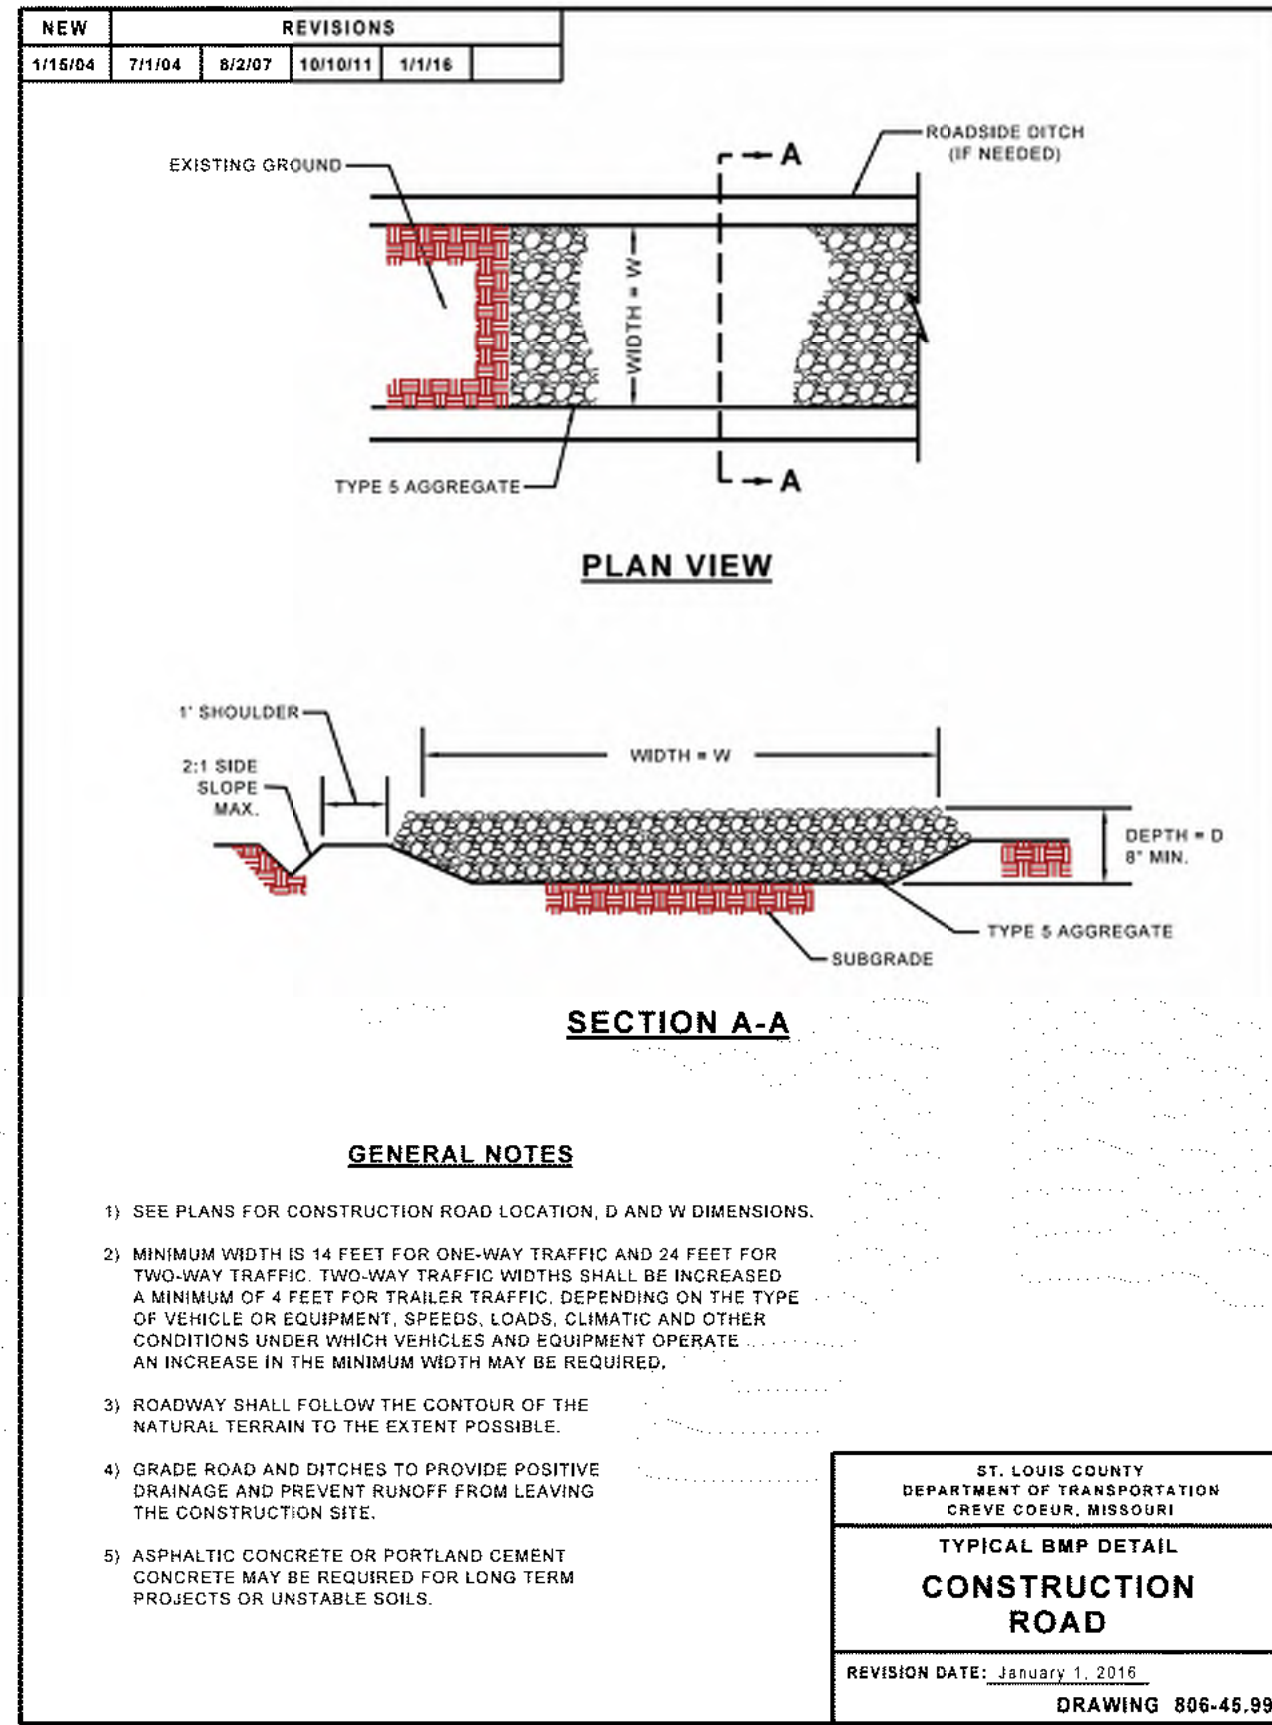 NEW REVISIONS
1/15/04 7/1/04 8/2/07 10/10/11 1/1/16
ROADSIDE DITCH
(IF NEEDED)
EXISTING GROUND
A
WIDTH = W
A
TYPE 5 AGGREGATE
PLAN VIEW
1' SHOULDER
2:1 SIDE
SLOPE
MAX.
WIDTH = W
DEPTH = D
8" MIN.
TYPE 5 AGGREGATE
SUBGRADE
SECTION A-A
GENERAL NOTES
1) SEE PLANS FOR CONSTRUCTION ROAD LOCATION, D AND W DIMENSIONS.
2) MINIMUM WIDTH IS 14 FEET FOR ONE-WAY TRAFFIC AND 24 FEET FOR
TWO-WAY TRAFFIC. TWO-WAY TRAFFIC WIDTHS SHALL BE INCREASED
A MINIMUM OF 4 FEET FOR TRAILER TRAFFIC. DEPENDING ON THE TYPE
OF VEHICLE OR EQUIPMENT, SPEEDS, LOADS, CLIMATIC AND OTHER
CONDITIONS UNDER WHICH VEHICLES AND EQUIPMENT OPERATE
AN INCREASE IN THE MINIMUM WIDTH MAY BE REQUIRED.
3) ROADWAY SHALL FOLLOW THE CONTOUR OF THE
NATURAL TERRAIN TO THE EXTENT POSSIBLE.
4) GRADE ROAD AND DITCHES TO PROVIDE POSITIVE
DRAINAGE AND PREVENT RUNOFF FROM LEAVING
THE CONSTRUCTION SITE.
5) ASPHALTIC CONCRETE OR PORTLAND CEMENT
CONCRETE MAY BE REQUIRED FOR LONG TERM
PROJECTS OR UNSTABLE SOILS.
ST. LOUIS COUNTY
DEPARTMENT OF TRANSPORTATION
CREVE COEUR, MISSOURI
TYPICAL BMP DETAIL
CONSTRUCTION
ROAD
REVISION DATE: January 1, 2016
DRAWING 806-45.99